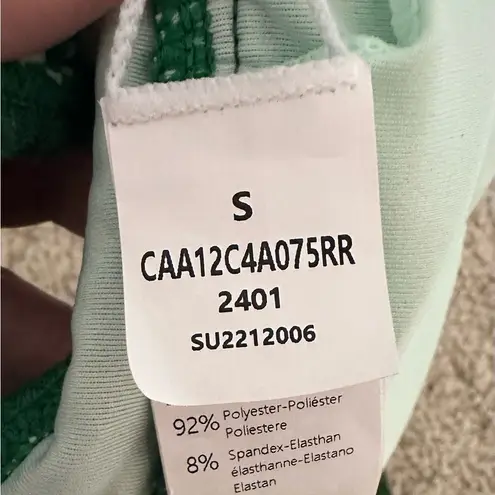 S
CAA12C4A075RR
2401
SU2212006
92% Polyester-Poliéster
Poliestere
8% Spandex-Elasthan
élasthanne-Elastano
Elastan